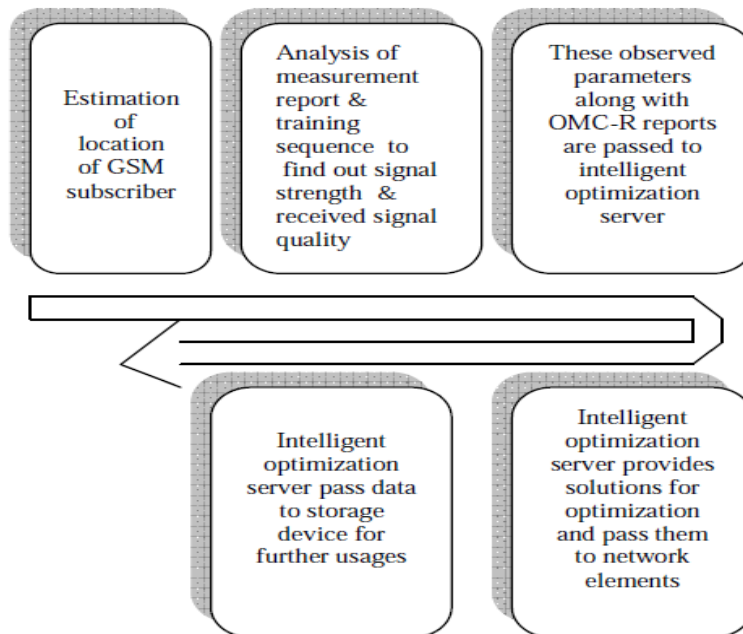 Estimation
of
location
of GSM
subscriber
Analysis of
measurement
report &
training
sequence to
find out signal
strength &
received signal
quality
These observed
parameters
along with
OMC-R reports
are passed to
intelligent
optimization
server
Intelligent
optimization
server provides
solutions for
optimization
and pass them
to network
elements
Intelligent
optimization
server pass data
to storage
device for
further usages